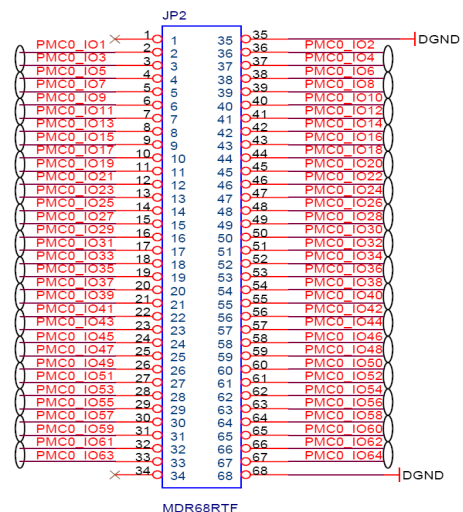 JP2
1 1 35 35 DGND
PMC0_IO1 2 2 36 36 PMC0_IO2
PMC0_IO3 3 3 37 37 PMC0_IO4
PMC0_IO5 4 4 38 38 PMC0_IO6
PMC0_IO7 5 5 39 39 PMC0_IO8
PMC0_IO9 6 6 40 40 PMC0_IO10
PMC0_IO11 7 7 41 41 PMC0_IO12
PMC0_IO13 8 8 42 42 PMC0_IO14
PMC0_IO15 9 9 43 43 PMC0_IO16
PMC0_IO17 10 10 44 44 PMC0_IO18
PMC0_IO19 11 11 45 45 PMC0_IO20
PMC0_IO21 12 12 46 46 PMC0_IO22
PMC0_IO23 13 13 47 47 PMC0_IO24
PMC0_IO25 14 14 48 48 PMC0_IO26
PMC0_IO27 15 15 49 49 PMC0_IO28
PMC0_IO29 16 16 50 50 PMC0_IO30
PMC0_IO31 17 17 51 51 PMC0_IO32
PMC0_IO33 18 18 52 52 PMC0_IO34
PMC0_IO35 19 19 53 53 PMC0_IO36
PMC0_IO37 20 20 54 54 PMC0_IO38
PMC0_IO39 21 21 55 55 PMC0_IO40
PMC0_IO41 22 22 56 56 PMC0_IO42
PMC0_IO43 23 23 57 57 PMC0_IO44
PMC0_IO45 24 24 58 58 PMC0_IO46
PMC0_IO47 25 25 59 59 PMC0_IO48
PMC0_IO49 26 26 60 60 PMC0_IO50
PMC0_IO51 27 27 61 61 PMC0_IO52
PMC0_IO53 28 28 62 62 PMC0_IO54
PMC0_IO55 29 29 63 63 PMC0_IO56
PMC0_IO57 30 30 64 64 PMC0_IO58
PMC0_IO59 31 31 65 65 PMC0_IO60
PMC0_IO61 32 32 66 66 PMC0_IO62
PMC0_IO63 33 33 67 67 PMC0_IO64
34 34 68 68 DGND
MDR68RTF